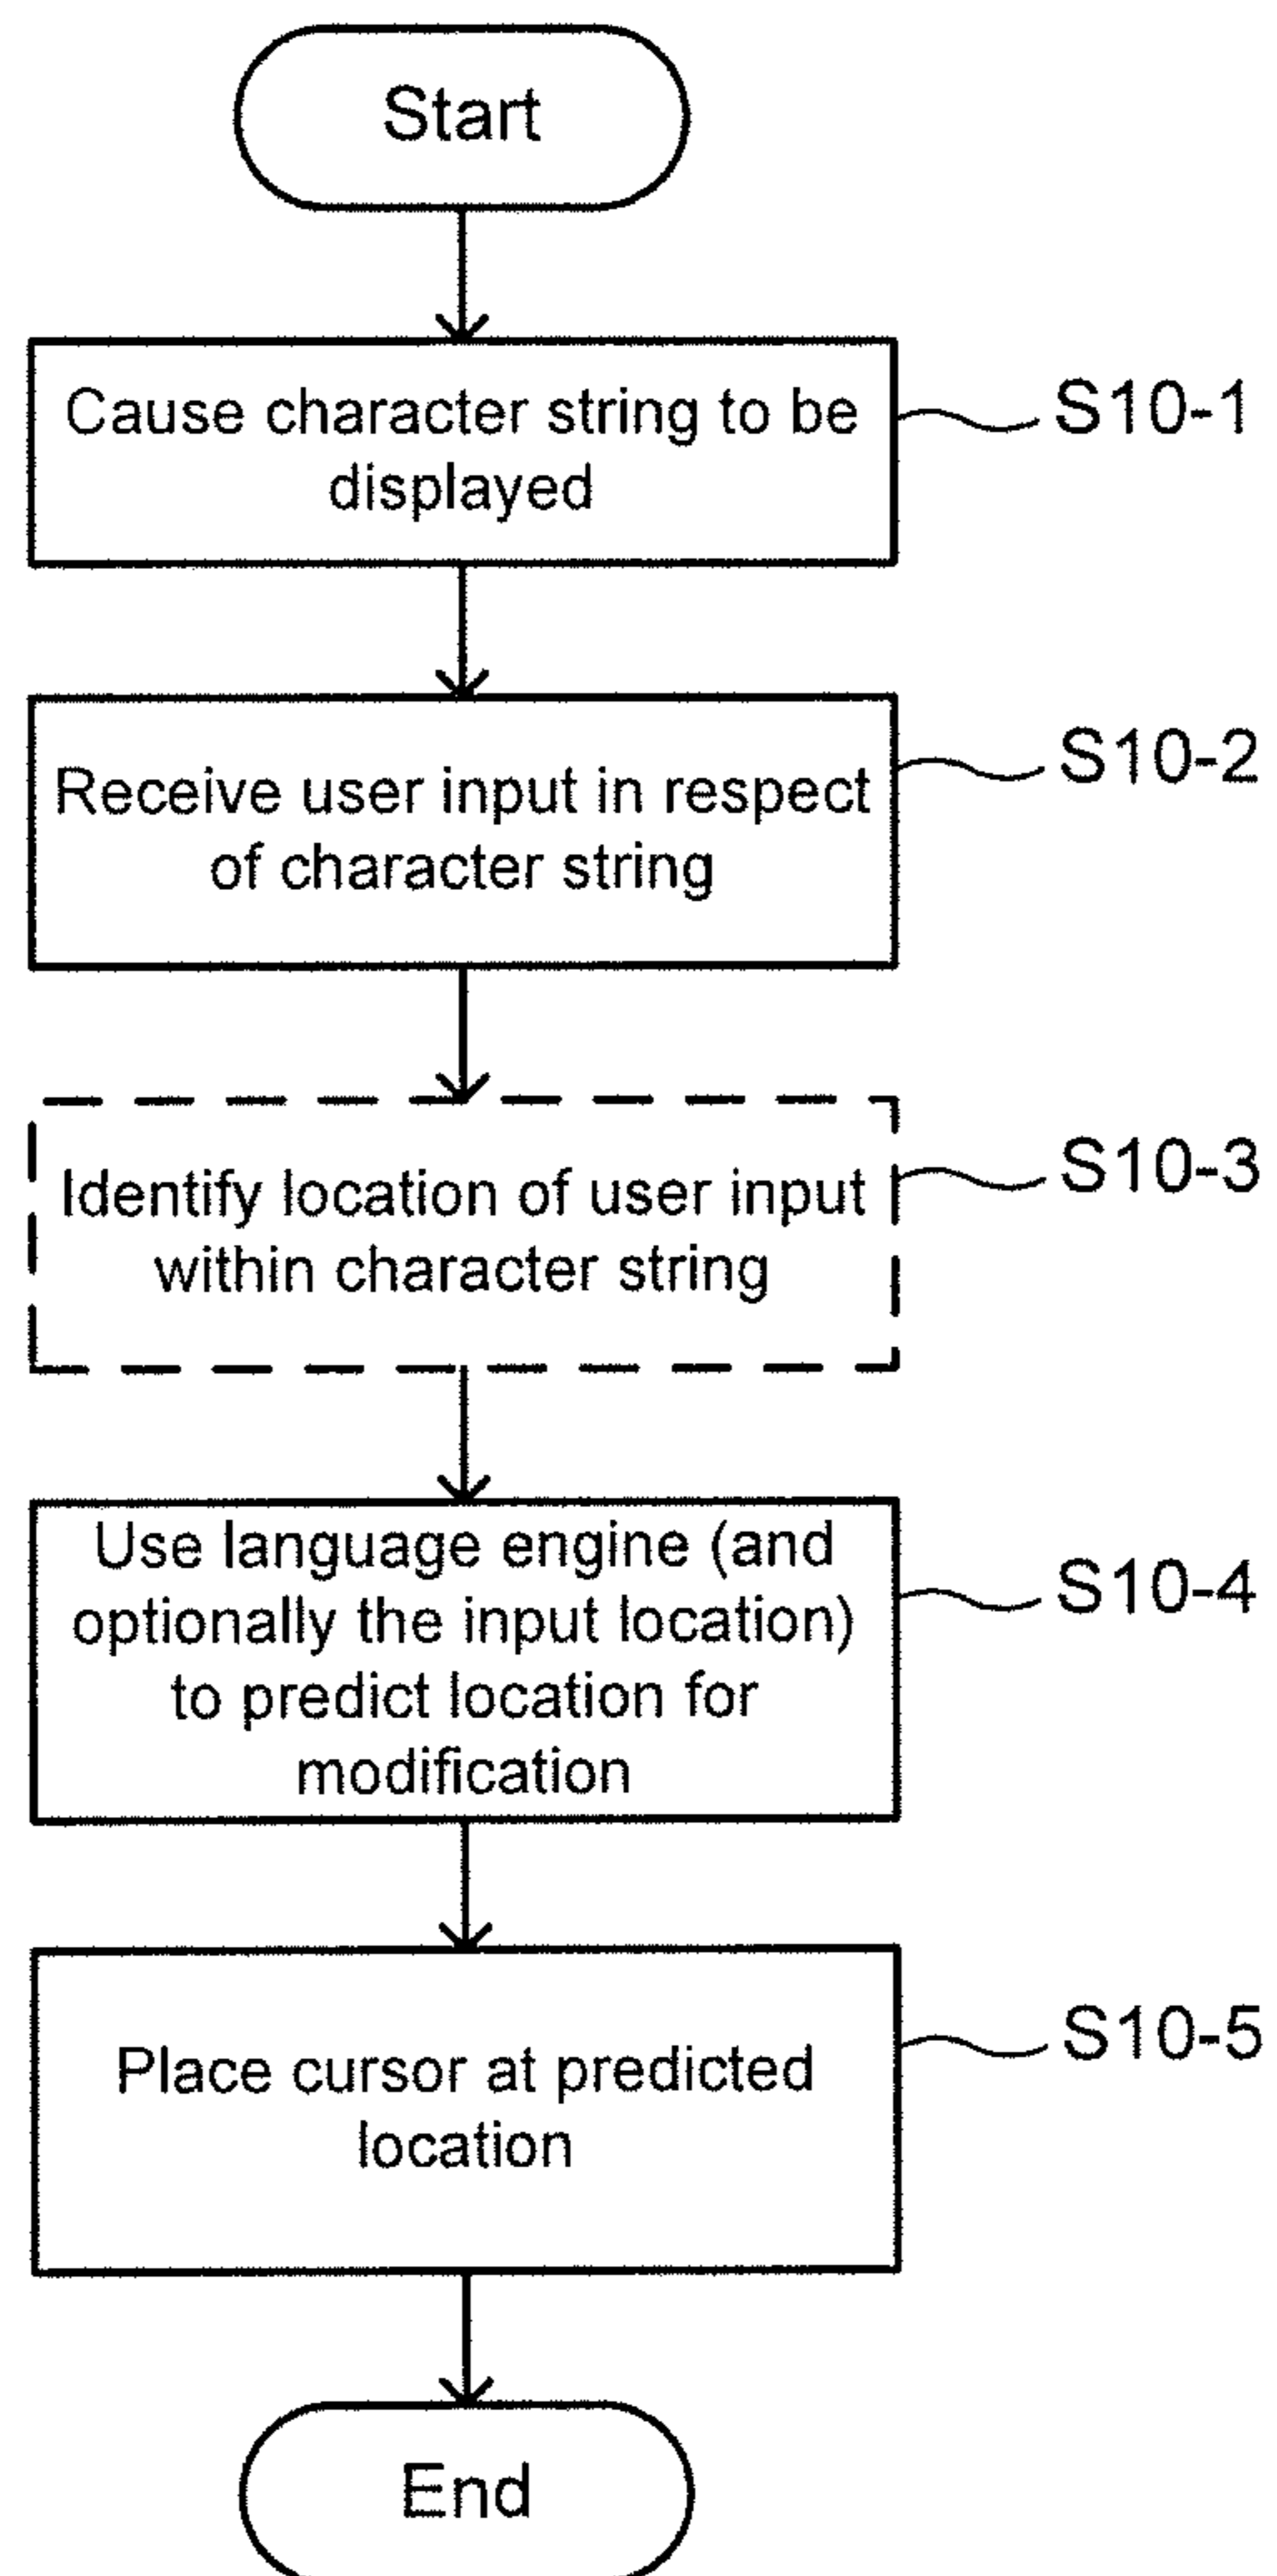 Start
Cause character string to be
displayed
S10-1
Receive user input in respect
of character string
S10-2
Identify location of user input
within character string
S10-3
Use language engine (and
optionally the input location)
to predict location for
modification
S10-4
Place cursor at predicted
location
S10-5
End